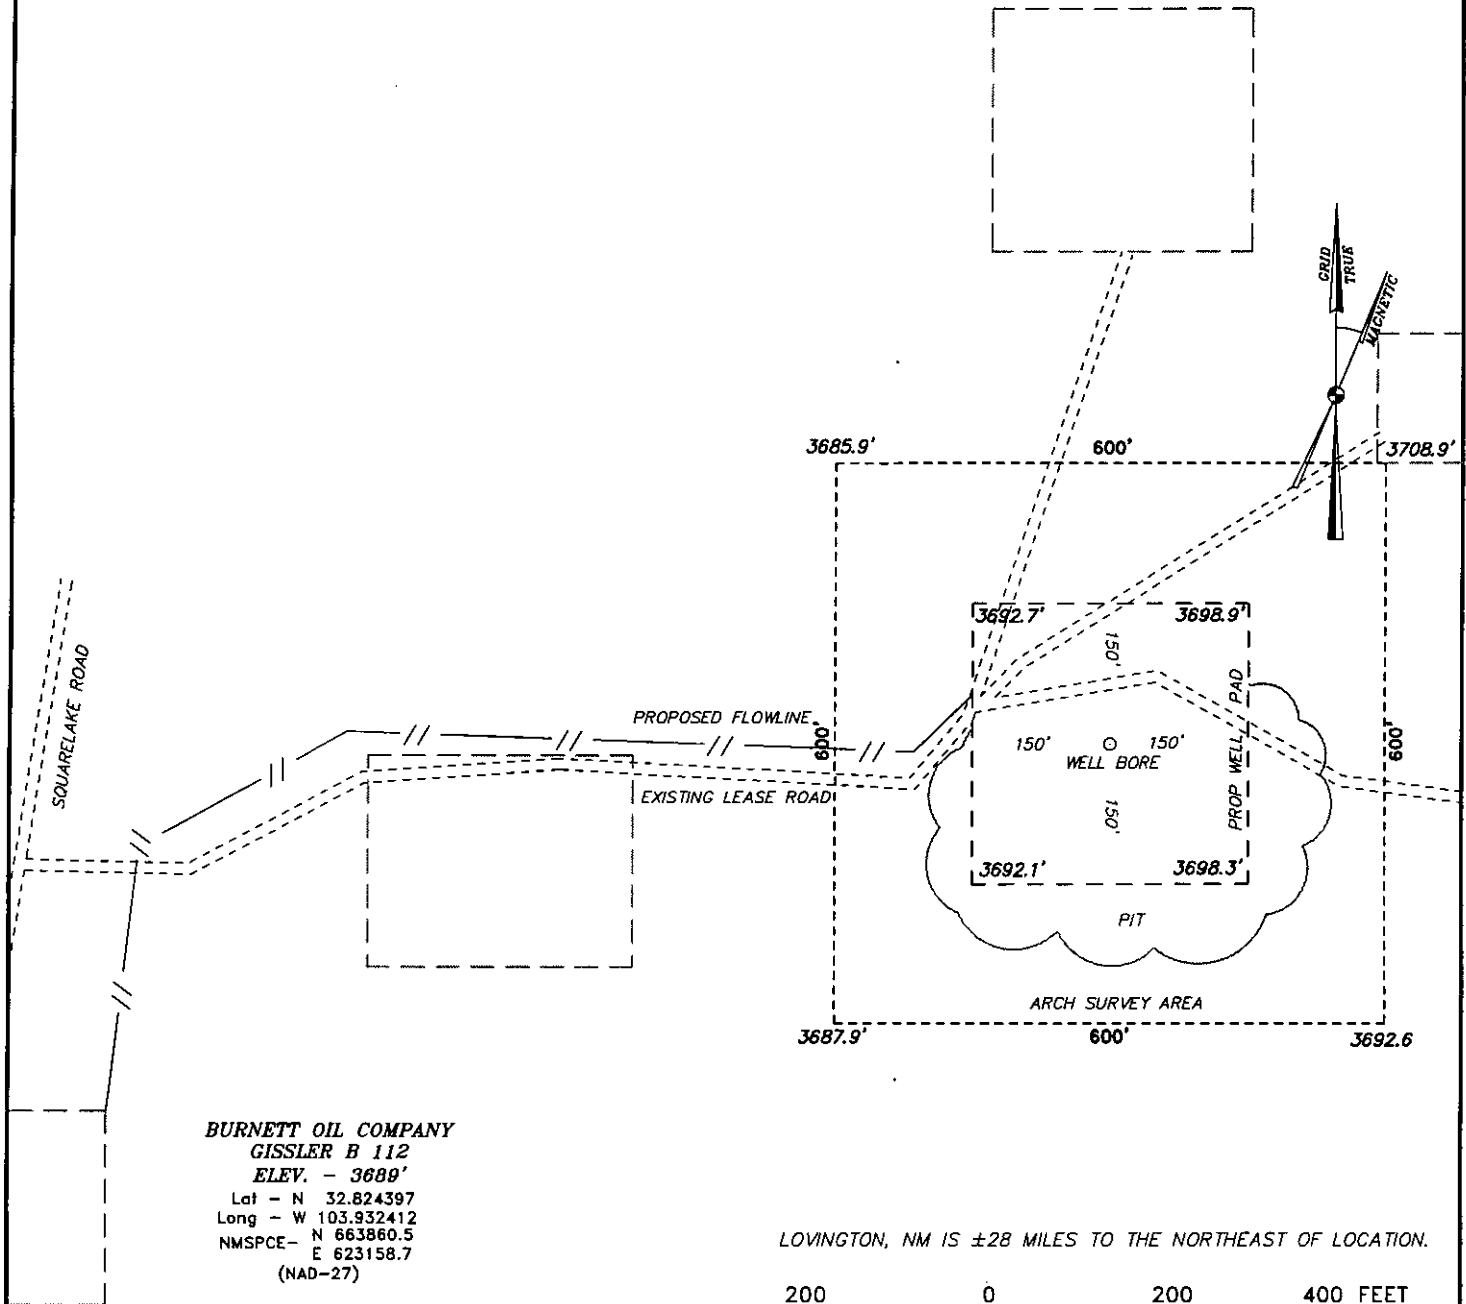 GRID
TRUE
MAGNETIC
3685.9'
600'
3708.9'
SQUARELAKE ROAD
3692.7'
3698.9'
150'
PROPOSED FLOWLINE
600'
150'
150'
WELL BORE
PROP WELL PAD
600'
EXISTING LEASE ROAD
150'
3692.1'
3698.3'
PIT
ARCH SURVEY AREA
3687.9'
600'
3692.6
BURNETT OIL COMPANY
GISSLER B 112
ELEV. - 3689'
Lat - N 32.824397
Long - W 103.932412
NMSPCE- N 663860.5
E 623158.7
(NAD-27)
LOVINGTON, NM IS ±28 MILES TO THE NORTHEAST OF LOCATION.
200 0 200 400 FEET